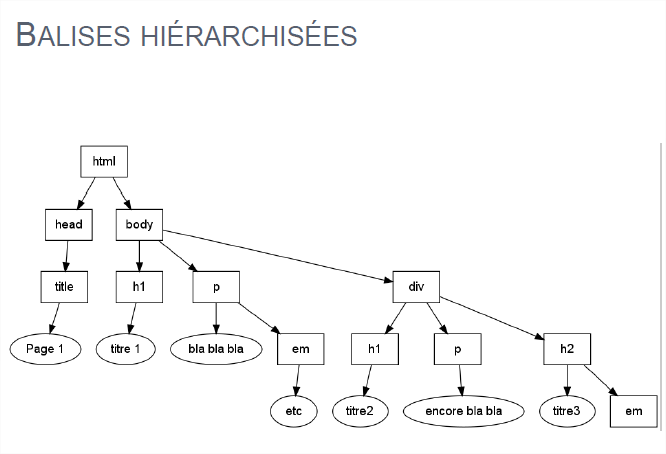 BALISES HIÉRARCHISÉES
html
head body
title h1 p div
Page 1 titre 1 bla bla bla em h1 p h2
etc titre2 encore bla bla titre3 em